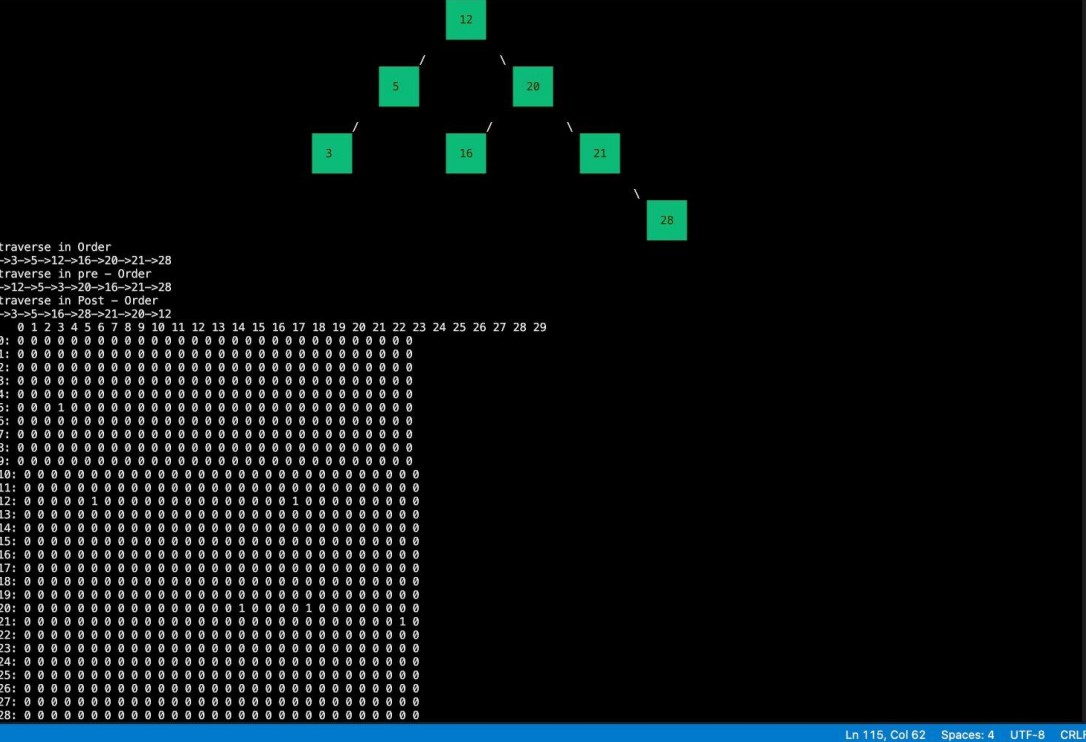 12
/ \
5 20
/ / \
3 16 21
\
28
traverse in Order
->3->5->12->16->20->21->28
traverse in pre - Order
->12->5->3->20->16->21->28
traverse in Post - Order
->3->5->16->28->21->20->12
0 1 2 3 4 5 6 7 8 9 10 11 12 13 14 15 16 17 18 19 20 21 22 23 24 25 26 27 28 29
0: 0 0 0 0 0 0 0 0 0 0 0 0 0 0 0 0 0 0 0 0 0 0 0 0 0 0 0 0 0 0
1: 0 0 0 0 0 0 0 0 0 0 0 0 0 0 0 0 0 0 0 0 0 0 0 0 0 0 0 0 0 0
2: 0 0 0 0 0 0 0 0 0 0 0 0 0 0 0 0 0 0 0 0 0 0 0 0 0 0 0 0 0 0
3: 0 0 0 0 0 0 0 0 0 0 0 0 0 0 0 0 0 0 0 0 0 0 0 0 0 0 0 0 0 0
4: 0 0 0 0 0 0 0 0 0 0 0 0 0 0 0 0 0 0 0 0 0 0 0 0 0 0 0 0 0 0
5: 0 0 0 1 0 0 0 0 0 0 0 0 0 0 0 0 0 0 0 0 0 0 0 0 0 0 0 0 0 0
6: 0 0 0 0 0 0 0 0 0 0 0 0 0 0 0 0 0 0 0 0 0 0 0 0 0 0 0 0 0 0
7: 0 0 0 0 0 0 0 0 0 0 0 0 0 0 0 0 0 0 0 0 0 0 0 0 0 0 0 0 0 0
8: 0 0 0 0 0 0 0 0 0 0 0 0 0 0 0 0 0 0 0 0 0 0 0 0 0 0 0 0 0 0
9: 0 0 0 0 0 0 0 0 0 0 0 0 0 0 0 0 0 0 0 0 0 0 0 0 0 0 0 0 0 0
10: 0 0 0 0 0 0 0 0 0 0 0 0 0 0 0 0 0 0 0 0 0 0 0 0 0 0 0 0 0 0
11: 0 0 0 0 0 0 0 0 0 0 0 0 0 0 0 0 0 0 0 0 0 0 0 0 0 0 0 0 0 0
12: 0 0 0 0 0 1 0 0 0 0 0 0 0 0 0 0 0 0 0 0 1 0 0 0 0 0 0 0 0 0
13: 0 0 0 0 0 0 0 0 0 0 0 0 0 0 0 0 0 0 0 0 0 0 0 0 0 0 0 0 0 0
14: 0 0 0 0 0 0 0 0 0 0 0 0 0 0 0 0 0 0 0 0 0 0 0 0 0 0 0 0 0 0
15: 0 0 0 0 0 0 0 0 0 0 0 0 0 0 0 0 0 0 0 0 0 0 0 0 0 0 0 0 0 0
16: 0 0 0 0 0 0 0 0 0 0 0 0 0 0 0 0 0 0 0 0 0 0 0 0 0 0 0 0 0 0
17: 0 0 0 0 0 0 0 0 0 0 0 0 0 0 0 0 0 0 0 0 0 0 0 0 0 0 0 0 0 0
18: 0 0 0 0 0 0 0 0 0 0 0 0 0 0 0 0 0 0 0 0 0 0 0 0 0 0 0 0 0 0
19: 0 0 0 0 0 0 0 0 0 0 0 0 0 0 0 0 0 0 0 0 0 0 0 0 0 0 0 0 0 0
20: 0 0 0 0 0 0 0 0 0 0 0 0 0 0 0 0 1 0 0 0 0 1 0 0 0 0 0 0 0 0
21: 0 0 0 0 0 0 0 0 0 0 0 0 0 0 0 0 0 0 0 0 0 0 0 0 0 0 0 0 1 0
22: 0 0 0 0 0 0 0 0 0 0 0 0 0 0 0 0 0 0 0 0 0 0 0 0 0 0 0 0 0 0
23: 0 0 0 0 0 0 0 0 0 0 0 0 0 0 0 0 0 0 0 0 0 0 0 0 0 0 0 0 0 0
24: 0 0 0 0 0 0 0 0 0 0 0 0 0 0 0 0 0 0 0 0 0 0 0 0 0 0 0 0 0 0
25: 0 0 0 0 0 0 0 0 0 0 0 0 0 0 0 0 0 0 0 0 0 0 0 0 0 0 0 0 0 0
26: 0 0 0 0 0 0 0 0 0 0 0 0 0 0 0 0 0 0 0 0 0 0 0 0 0 0 0 0 0 0
27: 0 0 0 0 0 0 0 0 0 0 0 0 0 0 0 0 0 0 0 0 0 0 0 0 0 0 0 0 0 0
28: 0 0 0 0 0 0 0 0 0 0 0 0 0 0 0 0 0 0 0 0 0 0 0 0 0 0 0 0 0 0
Ln 115, Col 62 Spaces: 4 UTF-8 CRL